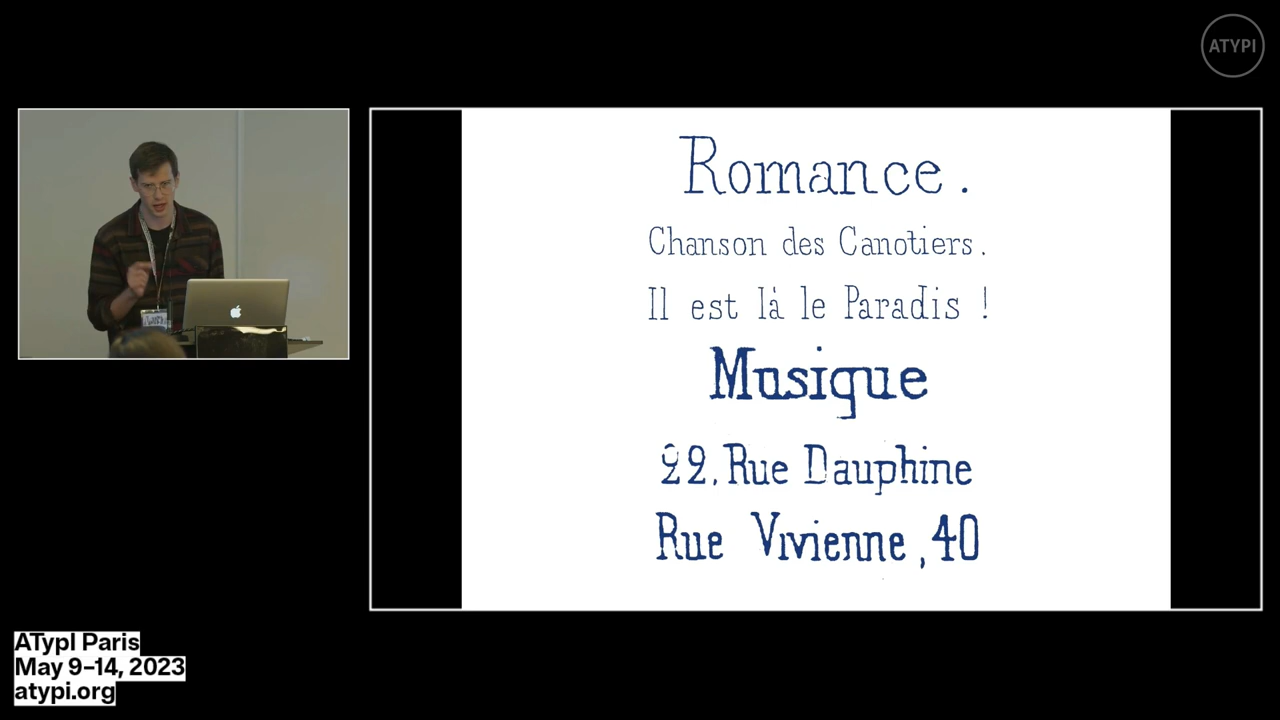 ATYPI
Romance.
Chanson des Canotiers.
Il est là le Paradis !
Musique
22, Rue Dauphine
Rue Vivienne, 40
ATypI Paris
May 9–14, 2023
atypi.org